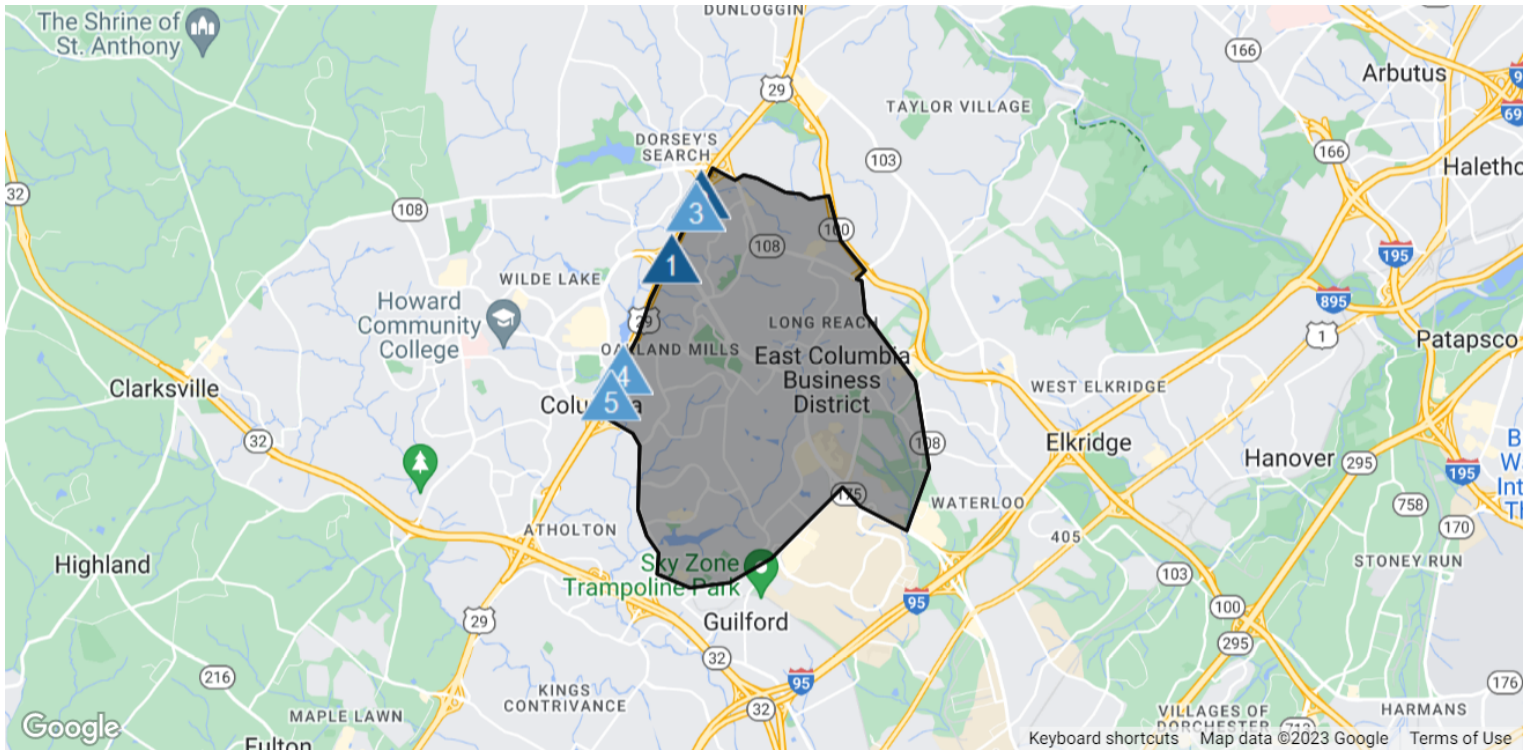 The Shrine of
St. Anthony
DUNLOGGIN
29
166
Arbutus
TAYLOR VILLAGE
DORSEY'S
SEARCH
103
166
32
108
3
100
108
1
195
WILDE LAKE
Howard
Community
College
29
LONG REACH
895
1
OAKLAND MILLS
East Columbia
Business
District
Patapsco
4
5
Clarksville
WEST ELKRIDGE
32
108
Elkridge
Hanover
295
195
175
WATERLOO
758
170
ATHOLTON
405
Highland
Sky Zone
Trampoline Park
STONEY RUN
103
95
100
Guilford
29
295
32
216
95
176
KINGS
CONTRIVANCE
32
MAPLE LAWN
VILLAGES OF
DORCHESTER
HARMANS
713
Fulton
Google
Keyboard shortcuts Map data ©2023 Google Terms of Use